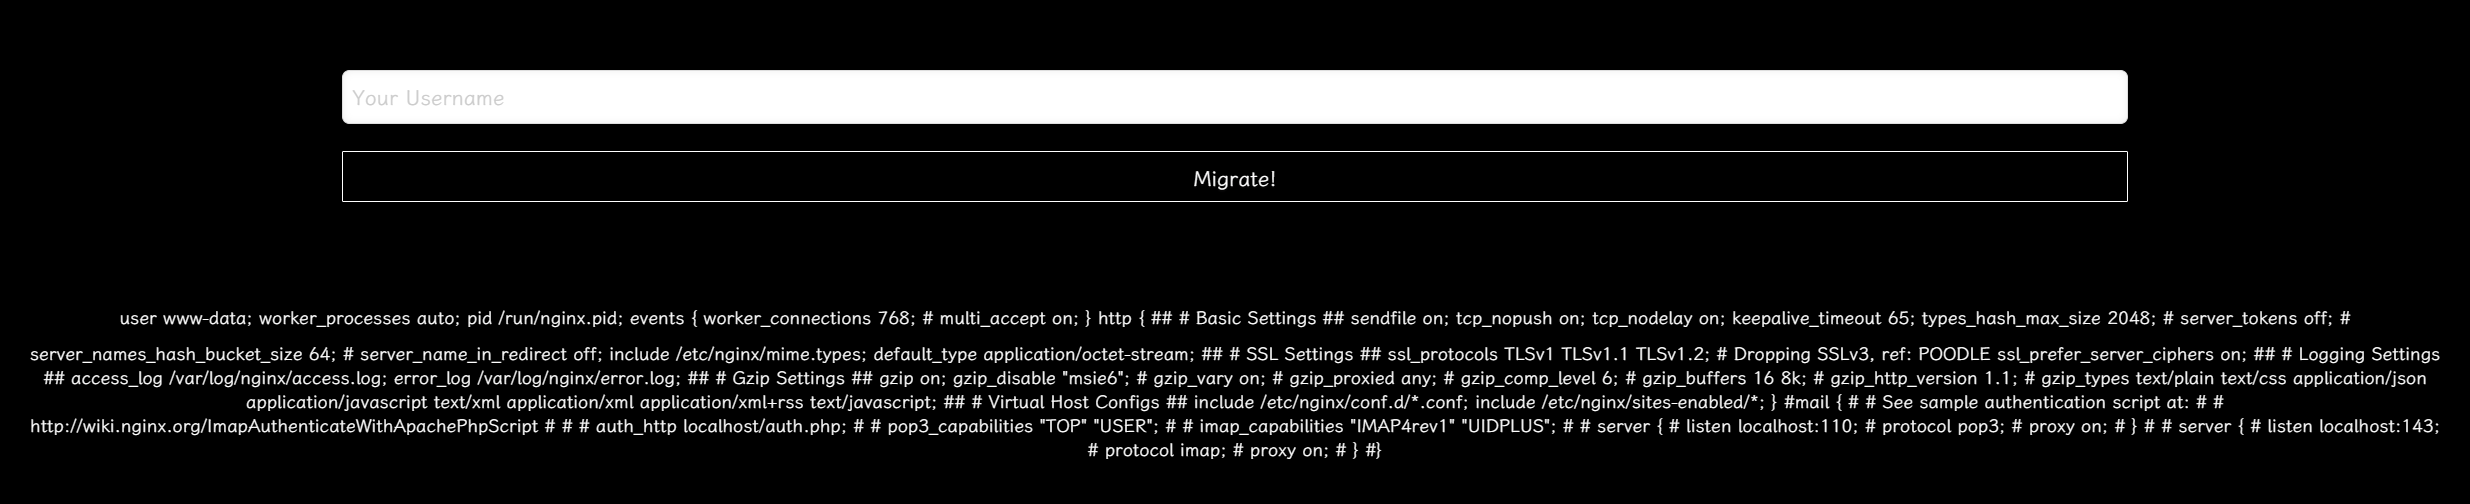 Your Username
Migrate!
user www-data; worker_processes auto; pid /run/nginx.pid; events { worker_connections 768; # multi_accept on; } http { ## # Basic Settings ## sendfile on; tcp_nopush on; tcp_nodelay on; keepalive_timeout 65; types_hash_max_size 2048; # server_tokens off; #
server_names_hash_bucket_size 64; # server_name_in_redirect off; include /etc/nginx/mime.types; default_type application/octet-stream; ## # SSL Settings ## ssl_protocols TLSv1 TLSv1.1 TLSv1.2; # Dropping SSLv3, ref: POODLE ssl_prefer_server_ciphers on; ## # Logging Settings
## access_log /var/log/nginx/access.log; error_log /var/log/nginx/error.log; ## # Gzip Settings ## gzip on; gzip_disable "msie6"; # gzip_vary on; # gzip_proxied any; # gzip_comp_level 6; # gzip_buffers 16 8k; # gzip_http_version 1.1; # gzip_types text/plain text/css application/json
application/javascript text/xml application/xml application/xml+rss text/javascript; ## # Virtual Host Configs ## include /etc/nginx/conf.d/*.conf; include /etc/nginx/sites-enabled/*; } #mail { # # See sample authentication script at: # #
http://wiki.nginx.org/ImapAuthenticateWithApachePhpScript # # # auth_http localhost/auth.php; # # pop3_capabilities "TOP" "USER"; # # imap_capabilities "IMAP4rev1" "UIDPLUS"; # # server { # listen localhost:110; # protocol pop3; # proxy on; # } # # server { # listen localhost:143;
# protocol imap; # proxy on; # } #}